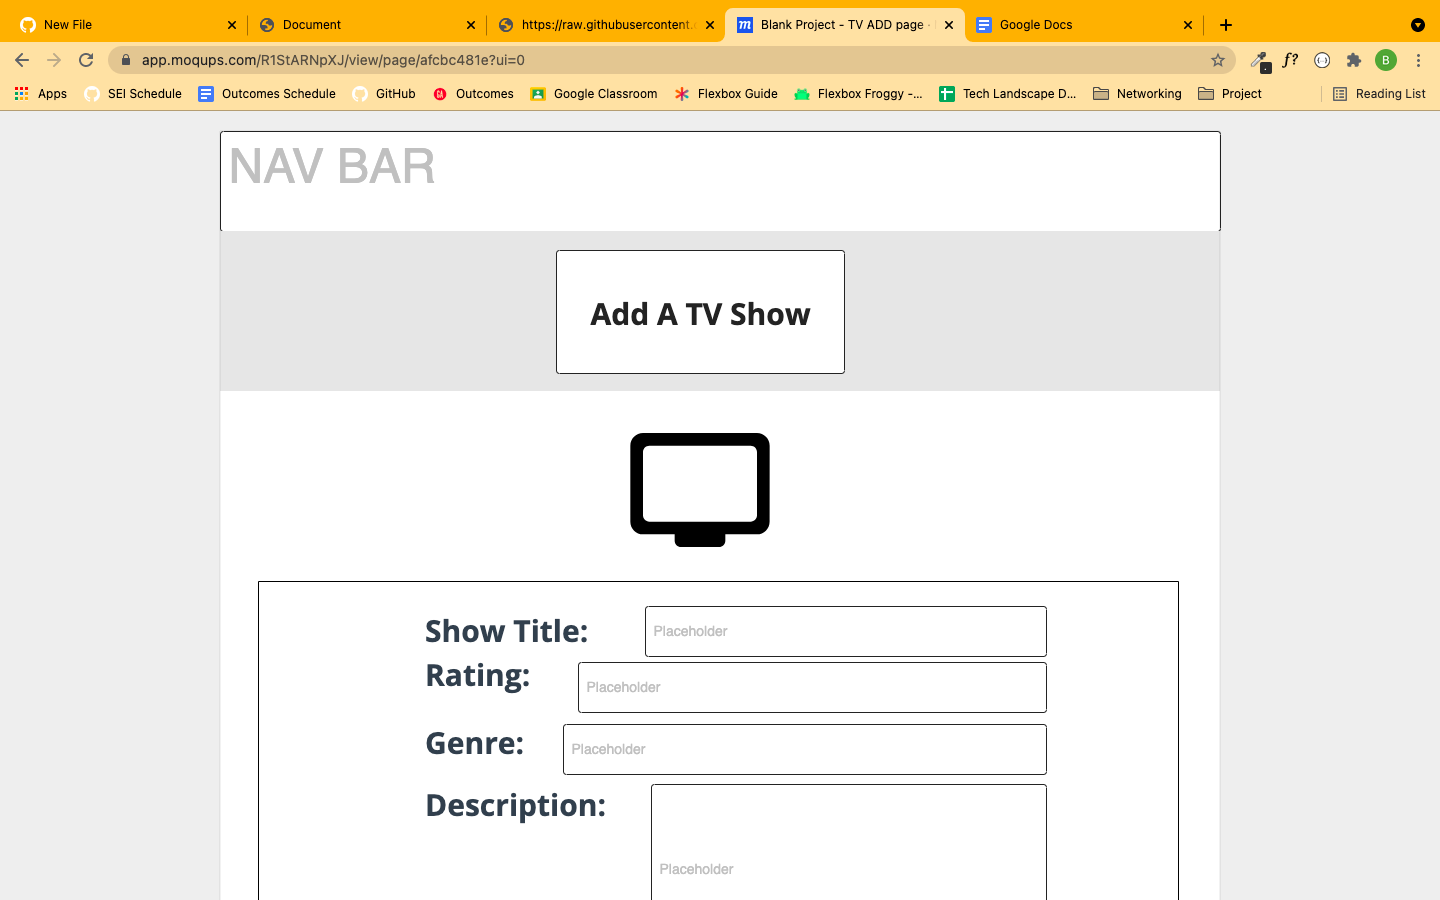 New File
Document
https://raw.githubusercontent.
Blank Project - TV ADD page -
Google Docs
app.moqups.com/R1StARNpXJ/view/page/afcbc481e?ui=0
f?
B
Apps
SEI Schedule
Outcomes Schedule
GitHub
GA
Outcomes
Google Classroom
Flexbox Guide
Flexbox Froggy -...
Tech Landscape D...
Networking
Project
Reading List
NAV BAR
Add A TV Show
Show Title:
Placeholder
Rating:
Placeholder
Genre:
Placeholder
Description:
Placeholder